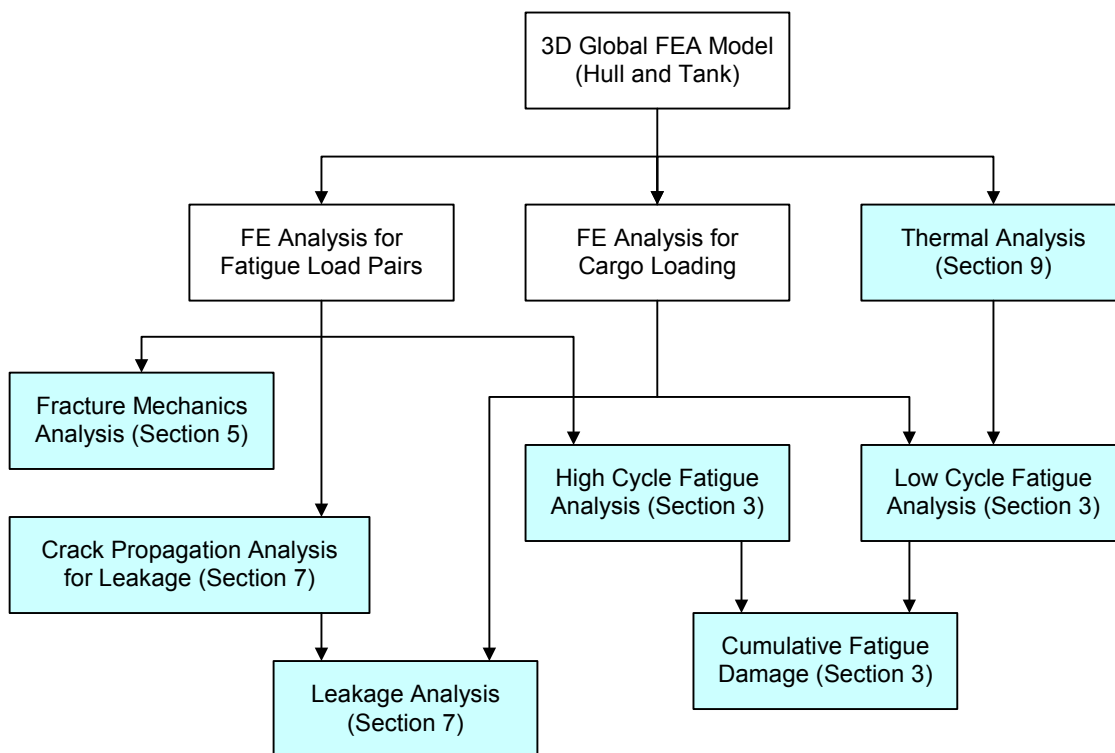 3D Global FEA Model
(Hull and Tank)
FE Analysis for
Fatigue Load Pairs
FE Analysis for
Cargo Loading
Thermal Analysis
(Section 9)
Fracture Mechanics
Analysis (Section 5)
High Cycle Fatigue
Analysis (Section 3)
Low Cycle Fatigue
Analysis (Section 3)
Crack Propagation Analysis
for Leakage (Section 7)
Cumulative Fatigue
Damage (Section 3)
Leakage Analysis
(Section 7)